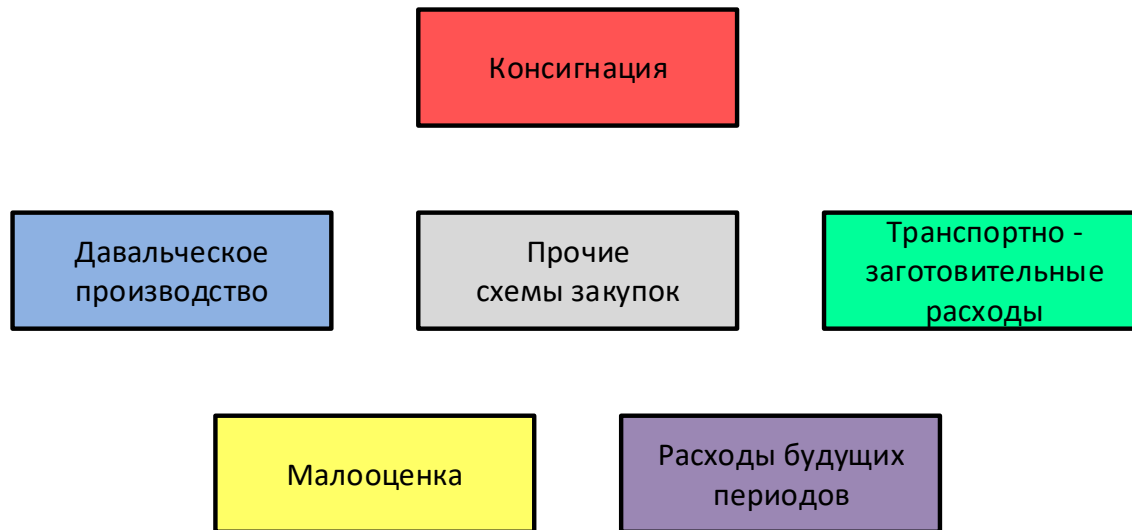 Консигнация
Давальческое
производство
Прочие
схемы закупок
Транспортно -
заготовительные
расходы
Малооценка
Расходы будущих
периодов